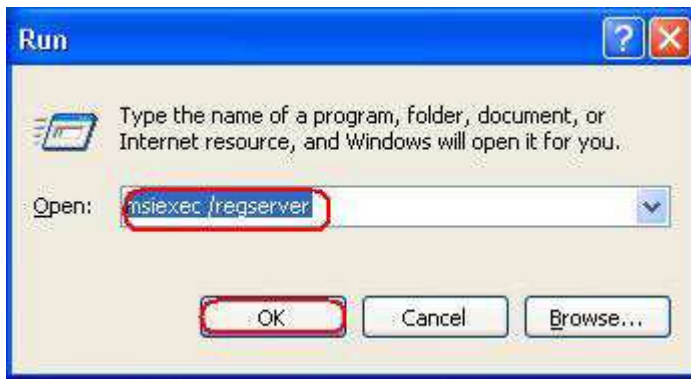 Run
?
X
Type the name of a program, folder, document, or
Internet resource, and Windows will open it for you.
Open:
msiexec /regserver
OK
Cancel
Browse...